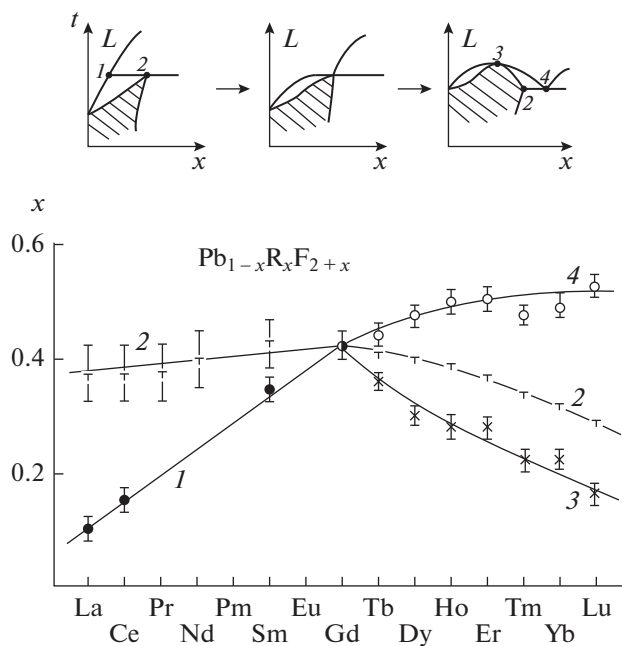 t
L
1
2
x
L
x
L
3
2
4
x
x
0.6
Pb1−xRxF2+x
4
2
0.4
2
0.2
1
3
La Pr Pm Eu Tb Ho Tm Lu
Ce Nd Sm Gd Dy Er Yb